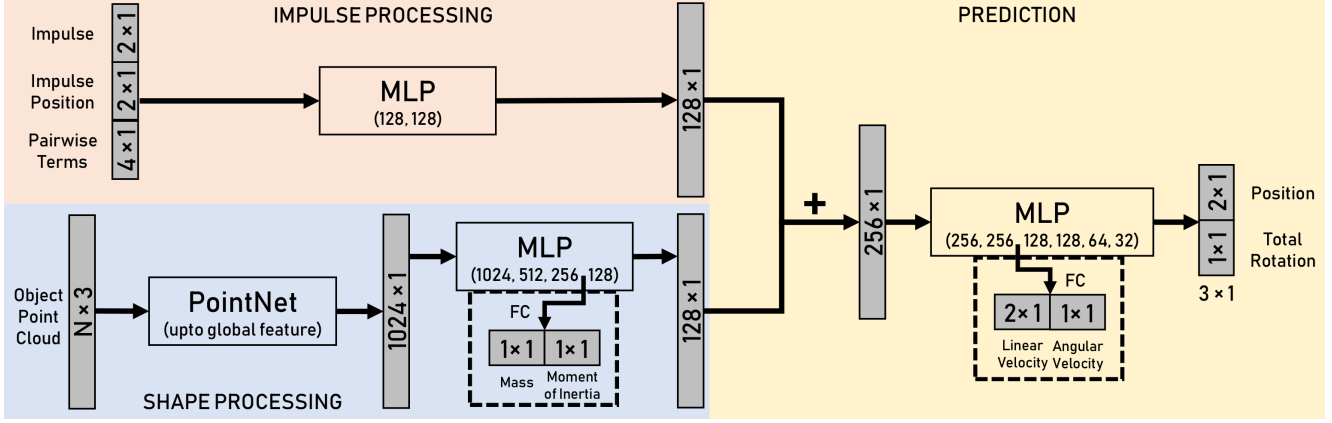 IMPULSE PROCESSING
Impulse
2×1
Impulse
Position
2×1
Pairwise
Terms
4×1
MLP
(128, 128)
128×1
Object
Point
Cloud
N×3
PointNet
(upto global feature)
1024×1
MLP
(1024, 512, 256, 128)
FC
1×1
1×1
Mass
Moment
of Inertia
128×1
SHAPE PROCESSING
PREDICTION
+
256×1
MLP
(256, 256, 128, 128, 64, 32)
FC
2×1
1×1
Linear
Velocity
Angular
Velocity
2×1
Position
1×1
Total
Rotation
3×1